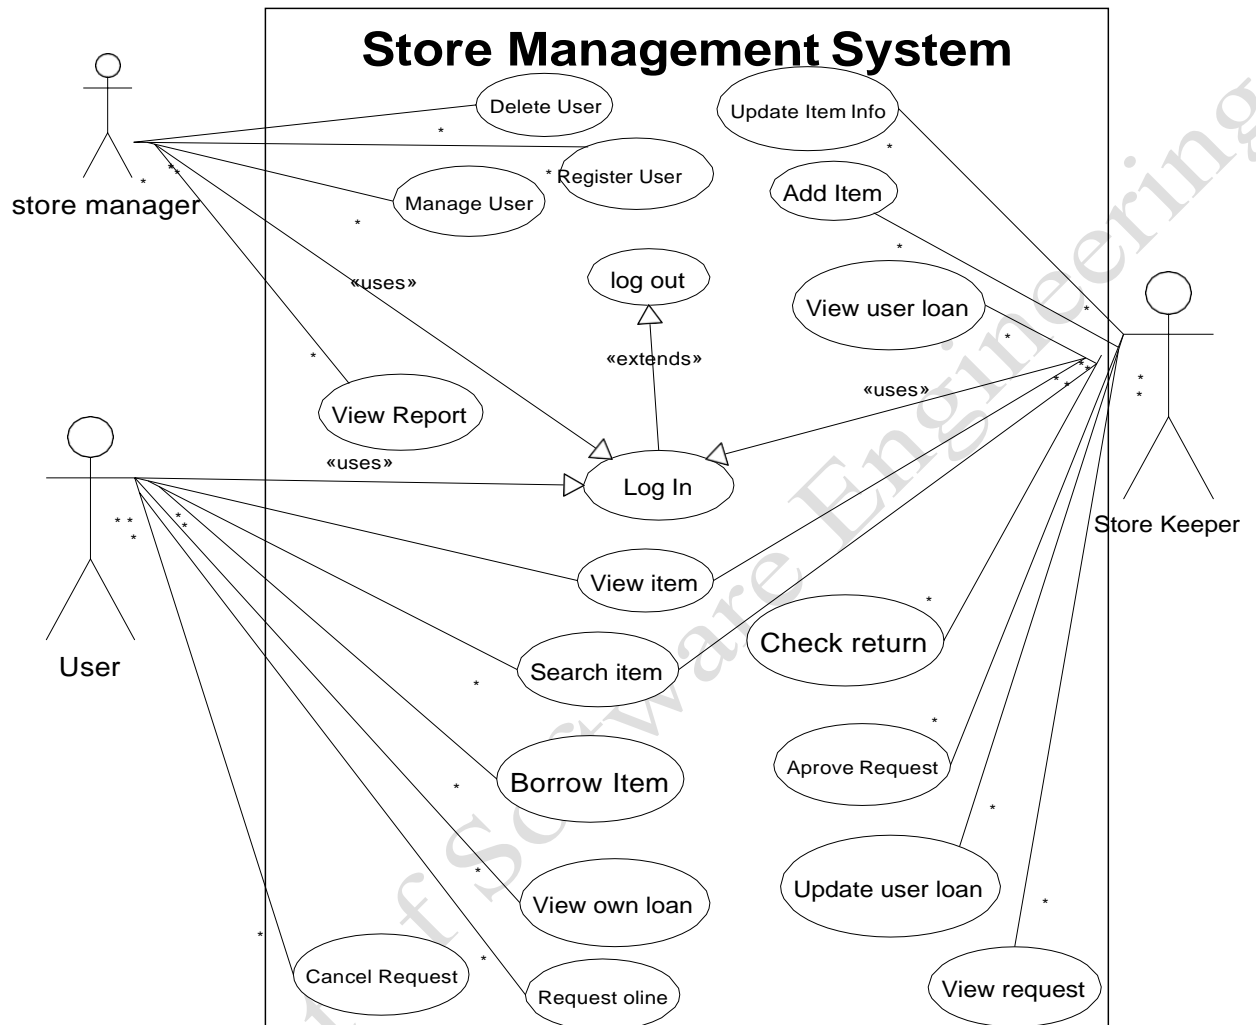 Store Management System
Delete User
Update Item Info
*
*
*
*
*
*
Register User
Add Item
Manage User
store manager
*
*
log out
«uses»
View user loan
*
*
«extends»
*
*
*
*
*
*
*
*
«uses»
View Report
«uses»
Log In
Store Keeper
*
*
*
*
*
View item
*
User
Search item
Check return
*
*
Borrow Item
Aprove Request
*
*
*
View own loan
Update user loan
*
*
*
Cancel Request
Request oline
View request
f Software Engineering